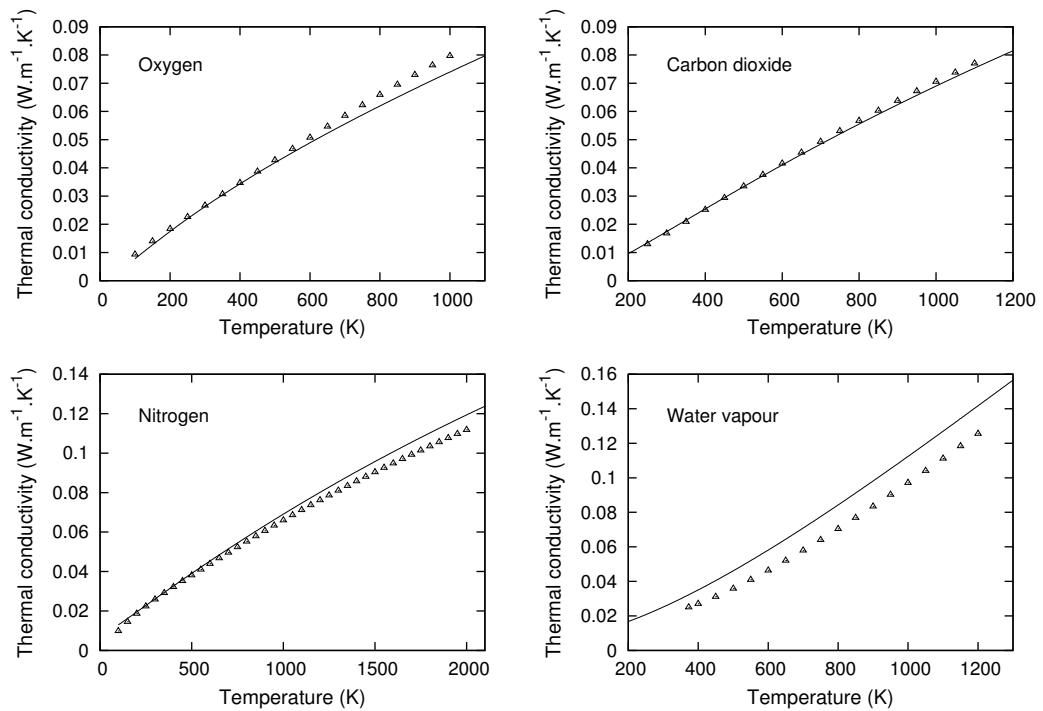 Thermal conductivity (W.m⁻¹.K⁻¹)
0.09
0.08
0.07
0.06
0.05
0.04
0.03
0.02
0.01
0
Oxygen
0 200 400 600 800 1000
Temperature (K)
Thermal conductivity (W.m⁻¹.K⁻¹)
0.09
0.08
0.07
0.06
0.05
0.04
0.03
0.02
0.01
0
Carbon dioxide
200 400 600 800 1000 1200
Temperature (K)
Thermal conductivity (W.m⁻¹.K⁻¹)
0.14
0.12
0.1
0.08
0.06
0.04
0.02
0
Nitrogen
0 500 1000 1500 2000
Temperature (K)
Thermal conductivity (W.m⁻¹.K⁻¹)
0.16
0.14
0.12
0.1
0.08
0.06
0.04
0.02
0
Water vapour
200 400 600 800 1000 1200
Temperature (K)